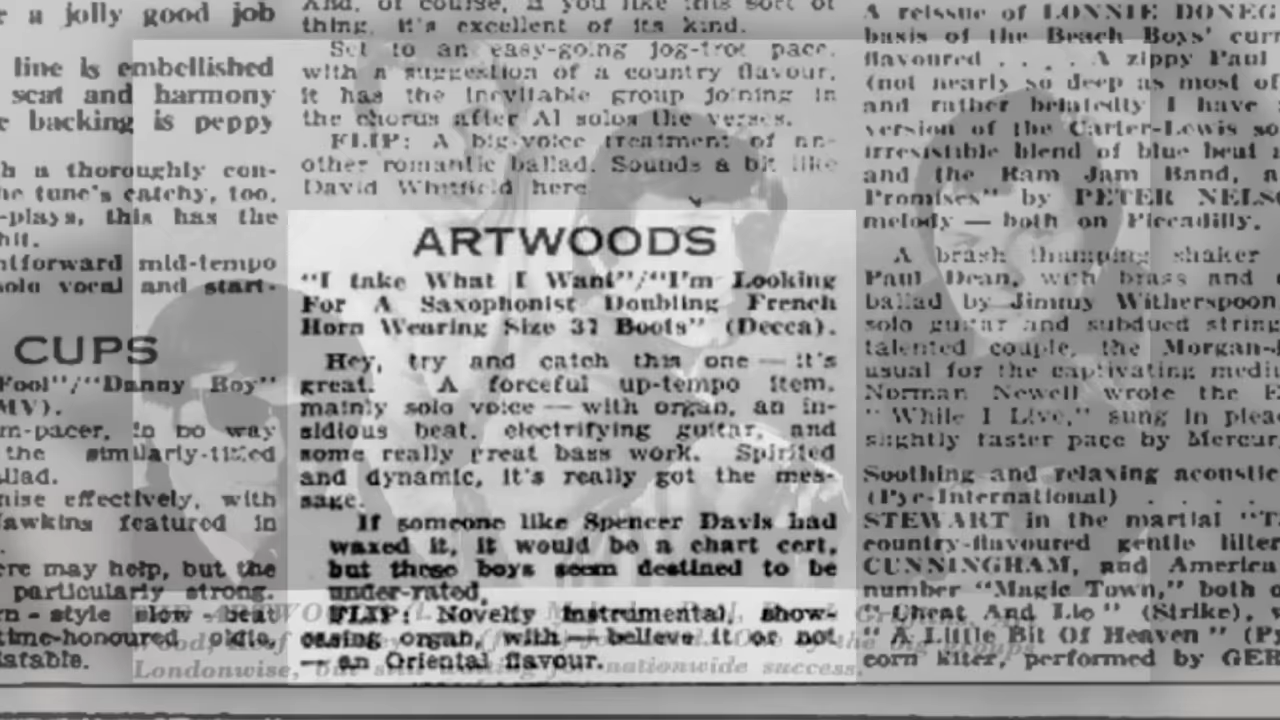 e a jolly good job
line is embellished
scat and harmony
e backing is peppy
h a thoroughly con-
he tune's catchy, too.
-plays, this has the
hit.
htforward mid-tempo
solo vocal and start-
CUPS
Fool"/"Danny Boy"
MV).
m-pacer, in no way
the similarly-titled
llad.
nise effectively, with
awkins featured in
ere may help, but the
particularly strong.
rn - style slow - beat
time-honoured oldie,
statable.
And, of course, if you like this sort of
thing, it's excellent of its kind.
Set to an easy-going jog-trot pace,
with a suggestion of a country flavour,
it has the inevitable group joining in
the chorus after Al solos the verses.
FLIP: A big-voice treatment of an-
other romantic ballad. Sounds a bit like
David Whitfield here.
ARTWOODS
"I take What I Want"/"I'm Looking
For A Saxophonist Doubling French
Horn Wearing Size 37 Boots" (Decca).
Hey, try and catch this one — it's
great. A forceful up-tempo item,
mainly solo voice — with organ, an in-
sidious beat, electrifying guitar, and
some really great bass work. Spirited
and dynamic, it's really got the mes-
sage.
If someone like Spencer Davis had
waxed it, it would be a chart cert,
but these boys seem destined to be
under-rated.
FLIP: Novelty instrumental, show-
casing organ, with — believe it or not
— an Oriental flavour.
A reissue of LONNIE DONEG
basis of the Beach Boys' curr
flavoured . . . . A zippy Paul
(not nearly so deep as most of
and rather belatedly I have
version of the Carter-Lewis so
irresistible blend of blue beat a
and the Ram Jam Band, a
Promises" by PETER NELSO
melody — both on Piccadilly.
A brash thumping shaker
Paul Dean, with brass and
ballad by Jimmy Witherspoon
solo guitar and subdued string
talented couple, the Morgan-
usual for the captivating medi
Norman Newell wrote the E
"While I Live," sung in plea
slightly faster pace by Mercur
Soothing and relaxing acoustic
(Pye-International) . . . .
STEWART in the martial "T
country-flavoured gentle lilter
CUNNINGHAM, and America
number "Magic Town," both
"Cheat And Lie" (Strike),
"A Little Bit Of Heaven" (P
corn kilter, performed by GER
Londonwise, but still nationwide success.